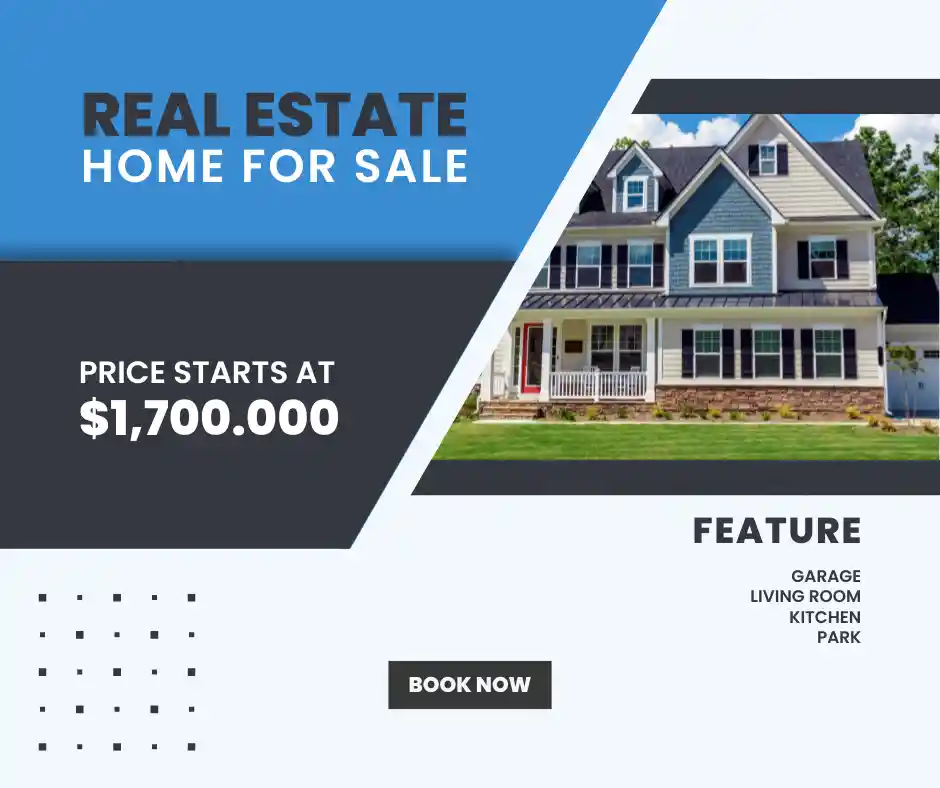 REAL ESTATE
HOME FOR SALE
PRICE STARTS AT
$1,700.000
FEATURE
GARAGE
LIVING ROOM
KITCHEN
PARK
BOOK NOW